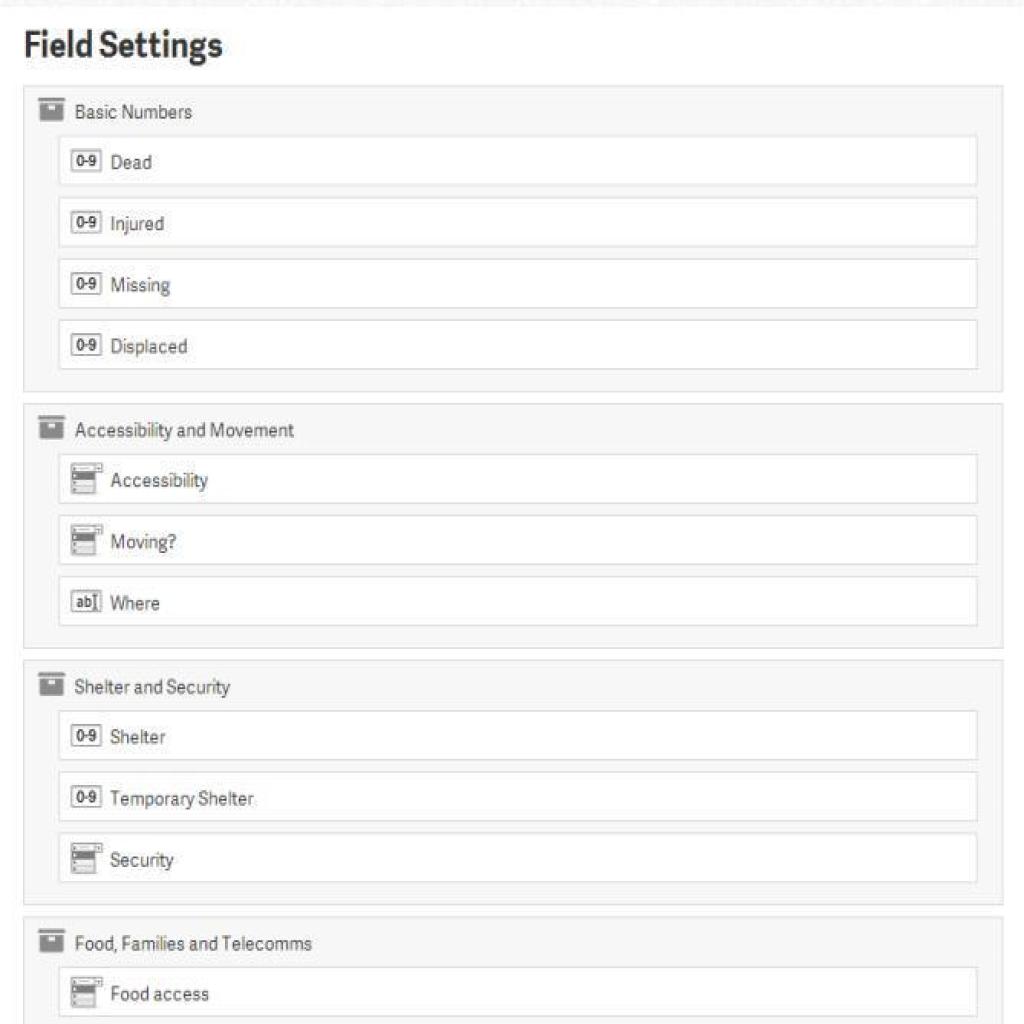 Field Settings
Basic Numbers
0-9 Dead
0-9 Injured
0-9 Missing
0-9 Displaced
Accessibility and Movement
Accessibility
Moving?
ab Where
Shelter and Security
0-9 Shelter
0-9 Temporary Shelter
Security
Food, Families and Telecomms
Food access